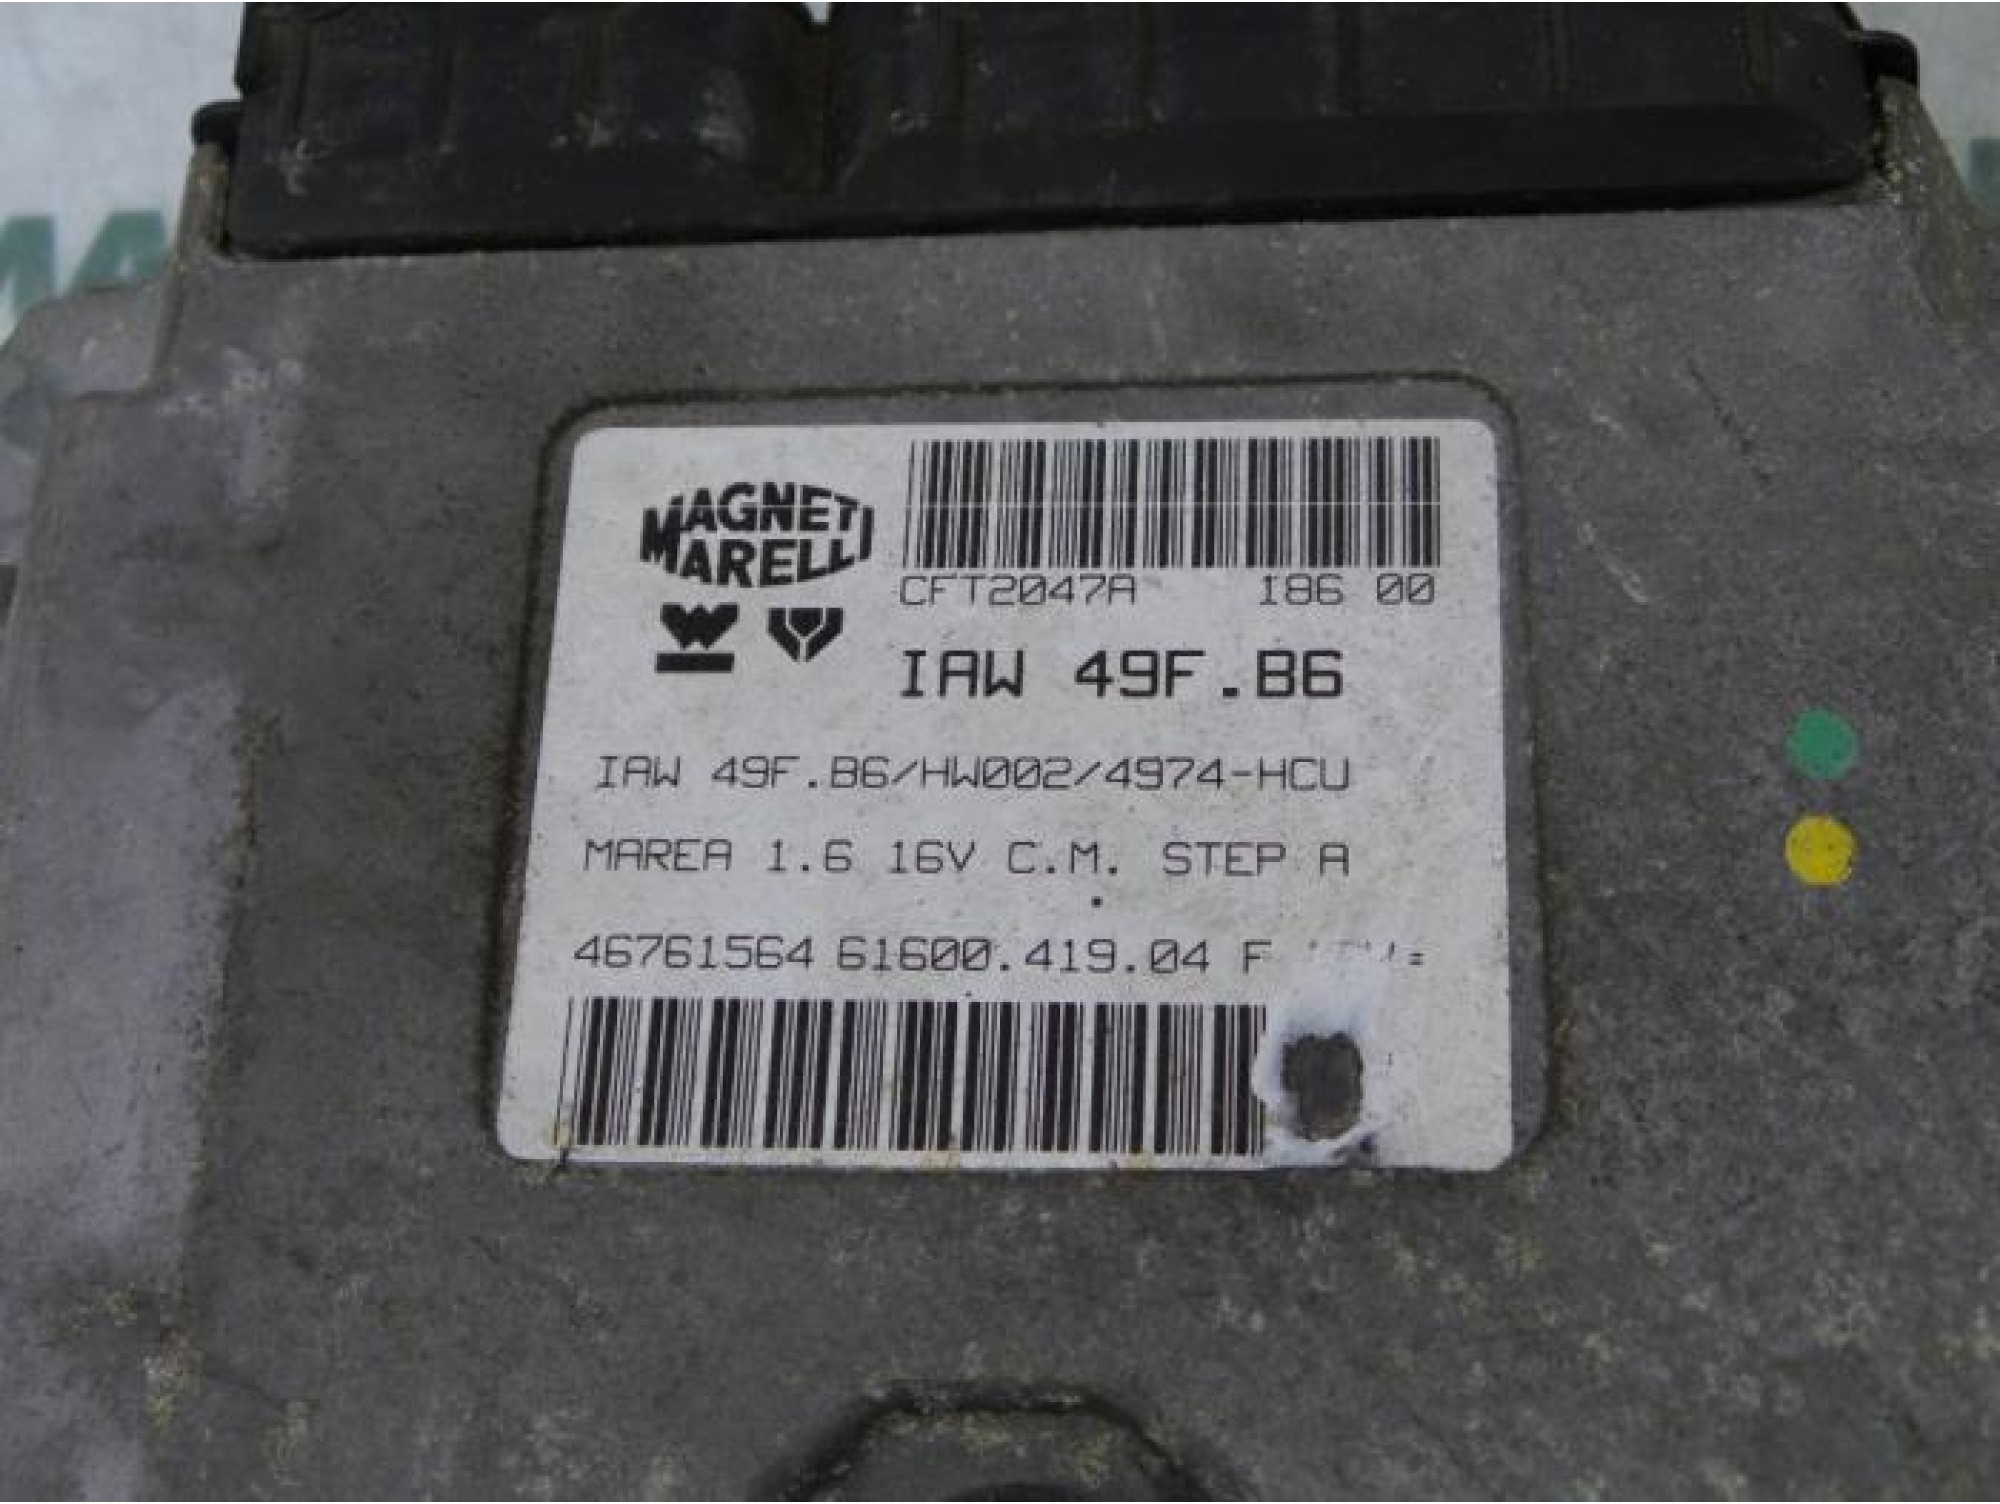 MAGNETI
MARELLI
CFT2047A 186 00
IAW 49F.B6
IAW 49F.B6/HW002/4974-HCU
MAREA 1.6 16V C.M. STEP A
46761564 61600.419.04 F